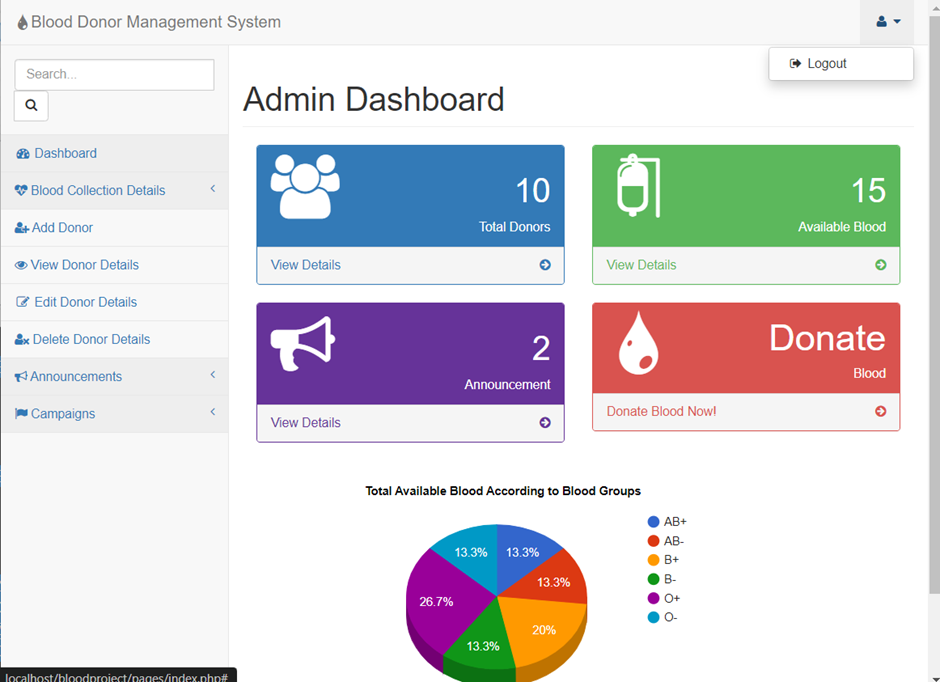 Blood Donor Management System
Logout
Search...
Dashboard
Blood Collection Details
Add Donor
View Donor Details
Edit Donor Details
Delete Donor Details
Announcements
Campaigns
Admin Dashboard
10
Total Donors
View Details
15
Available Blood
View Details
2
Announcement
View Details
Donate
Blood
Donate Blood Now!
Total Available Blood According to Blood Groups
13.3%
13.3%
13.3%
26.7%
20%
13.3%
AB+
AB-
B+
B-
O+
O-
localhost/bloodproject/pages/index.php#